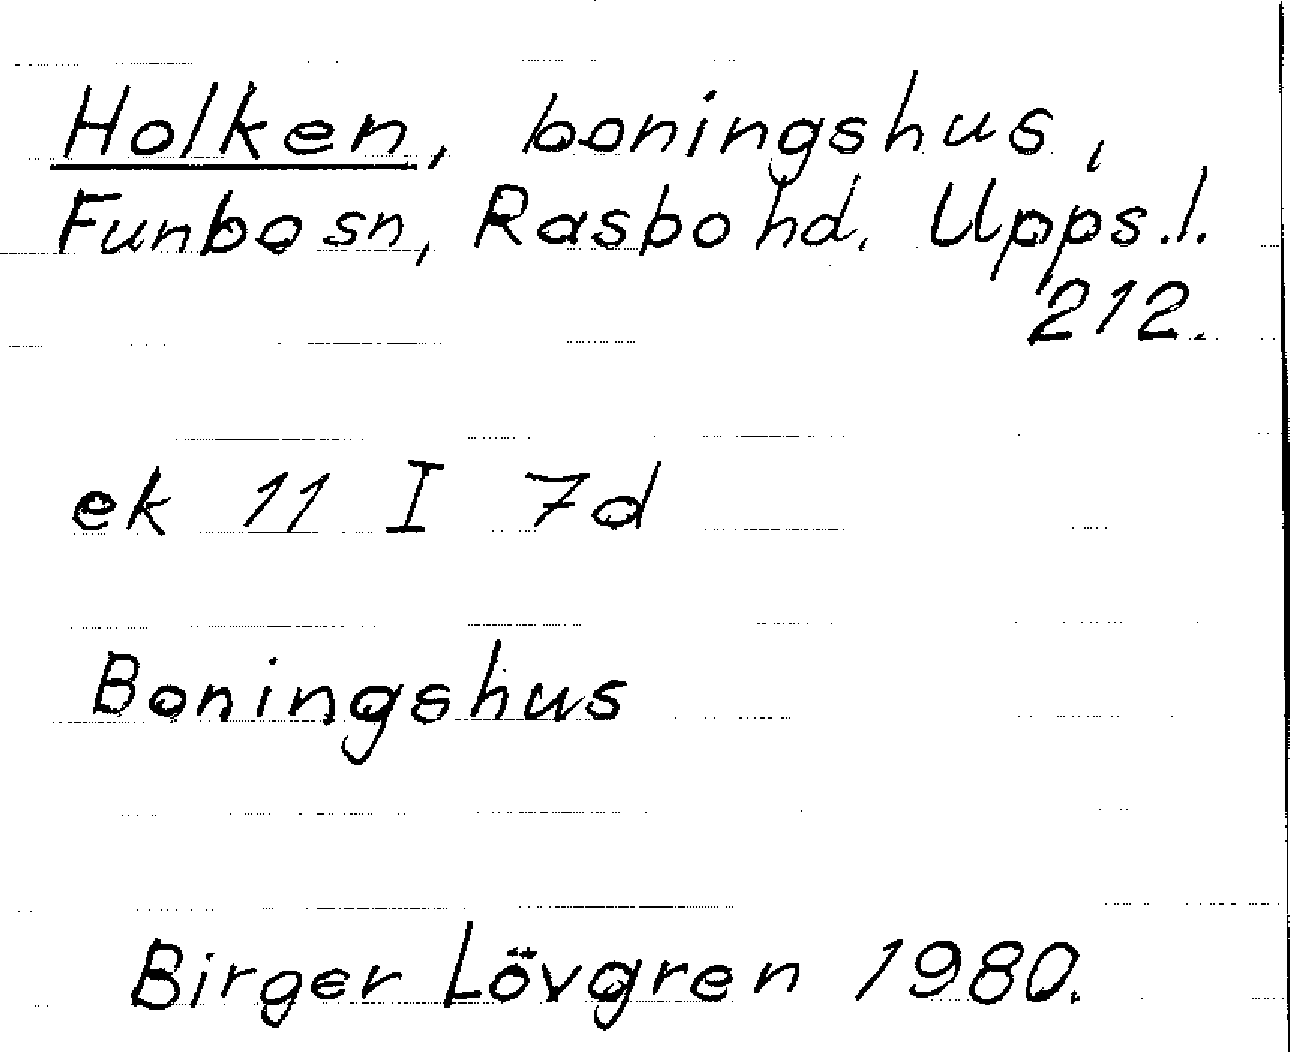 Holken, boningshus,
Funbo sn, Rasbo hd. Upps.l.
212.
ek 11 I 7d
Boningshus
Birger Lövgren 1980.